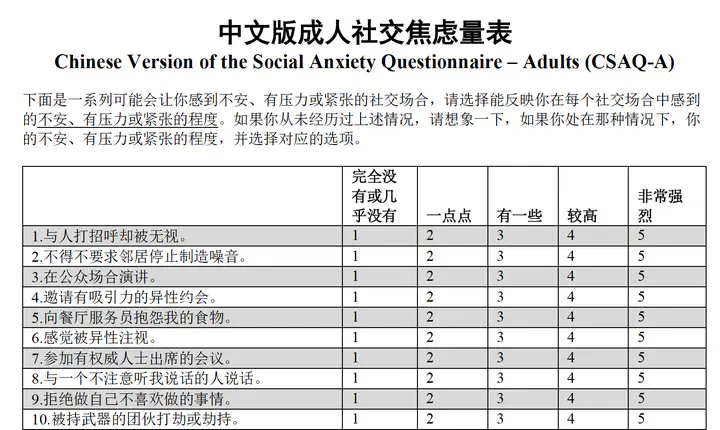 中文版成人社交焦虑量表
Chinese Version of the Social Anxiety Questionnaire – Adults (CSAQ-A)
下面是一系列可能会让你感到不安、有压力或紧张的社交场合，请选择能反映你在每个社交场合中感到
的不安、有压力或紧张的程度。如果你从未经历过上述情况，请想象一下，如果你处在那种情况下，你
的不安、有压力或紧张的程度，并选择对应的选项。
完全没有或几乎没有 一点点 有一些 较高 非常强烈
1.与人打招呼却被无视。 1 2 3 4 5
2.不得不要求邻居停止制造噪音。 1 2 3 4 5
3.在公众场合演讲。 1 2 3 4 5
4.邀请有吸引力的异性约会。 1 2 3 4 5
5.向餐厅服务员抱怨我的食物。 1 2 3 4 5
6.感觉被异性注视。 1 2 3 4 5
7.参加有权威人士出席的会议。 1 2 3 4 5
8.与一个不注意听我说话的人说话。 1 2 3 4 5
9.拒绝做自己不喜欢做的事情。 1 2 3 4 5
10.被持武器的团伙打劫或劫持。 1 2 3 4 5